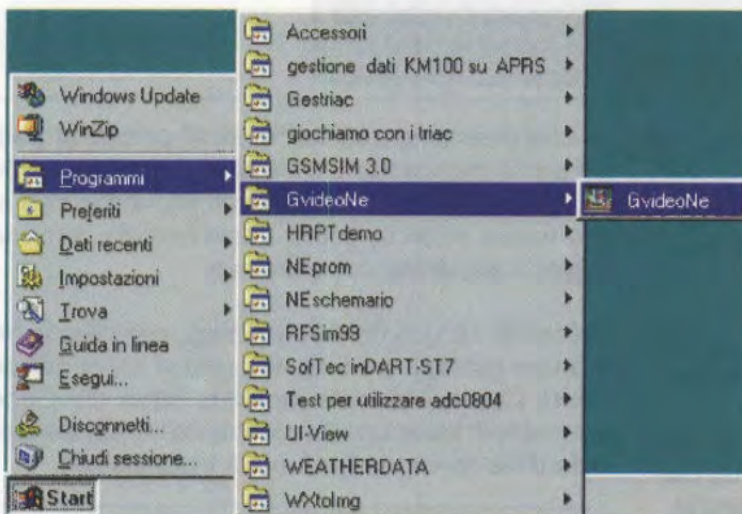 Windows Update
WinZip
Programmi
Preferiti
Dati recenti
Impostazioni
Trova
Guida in linea
Esegui...
Disconnetti...
Chiudi sessione...
Start
Accessori
gestione dati KM100 su APRS
Gestriac
giochiamo con i triac
GSMSIM 3.0
GvideoNe
HRPTdemo
NEprom
NEschemario
RFSim99
SofTec inDART-ST7
Test per utilizzare adc0804
UI-View
WEATHERDATA
WXtoImg
GvideoNe